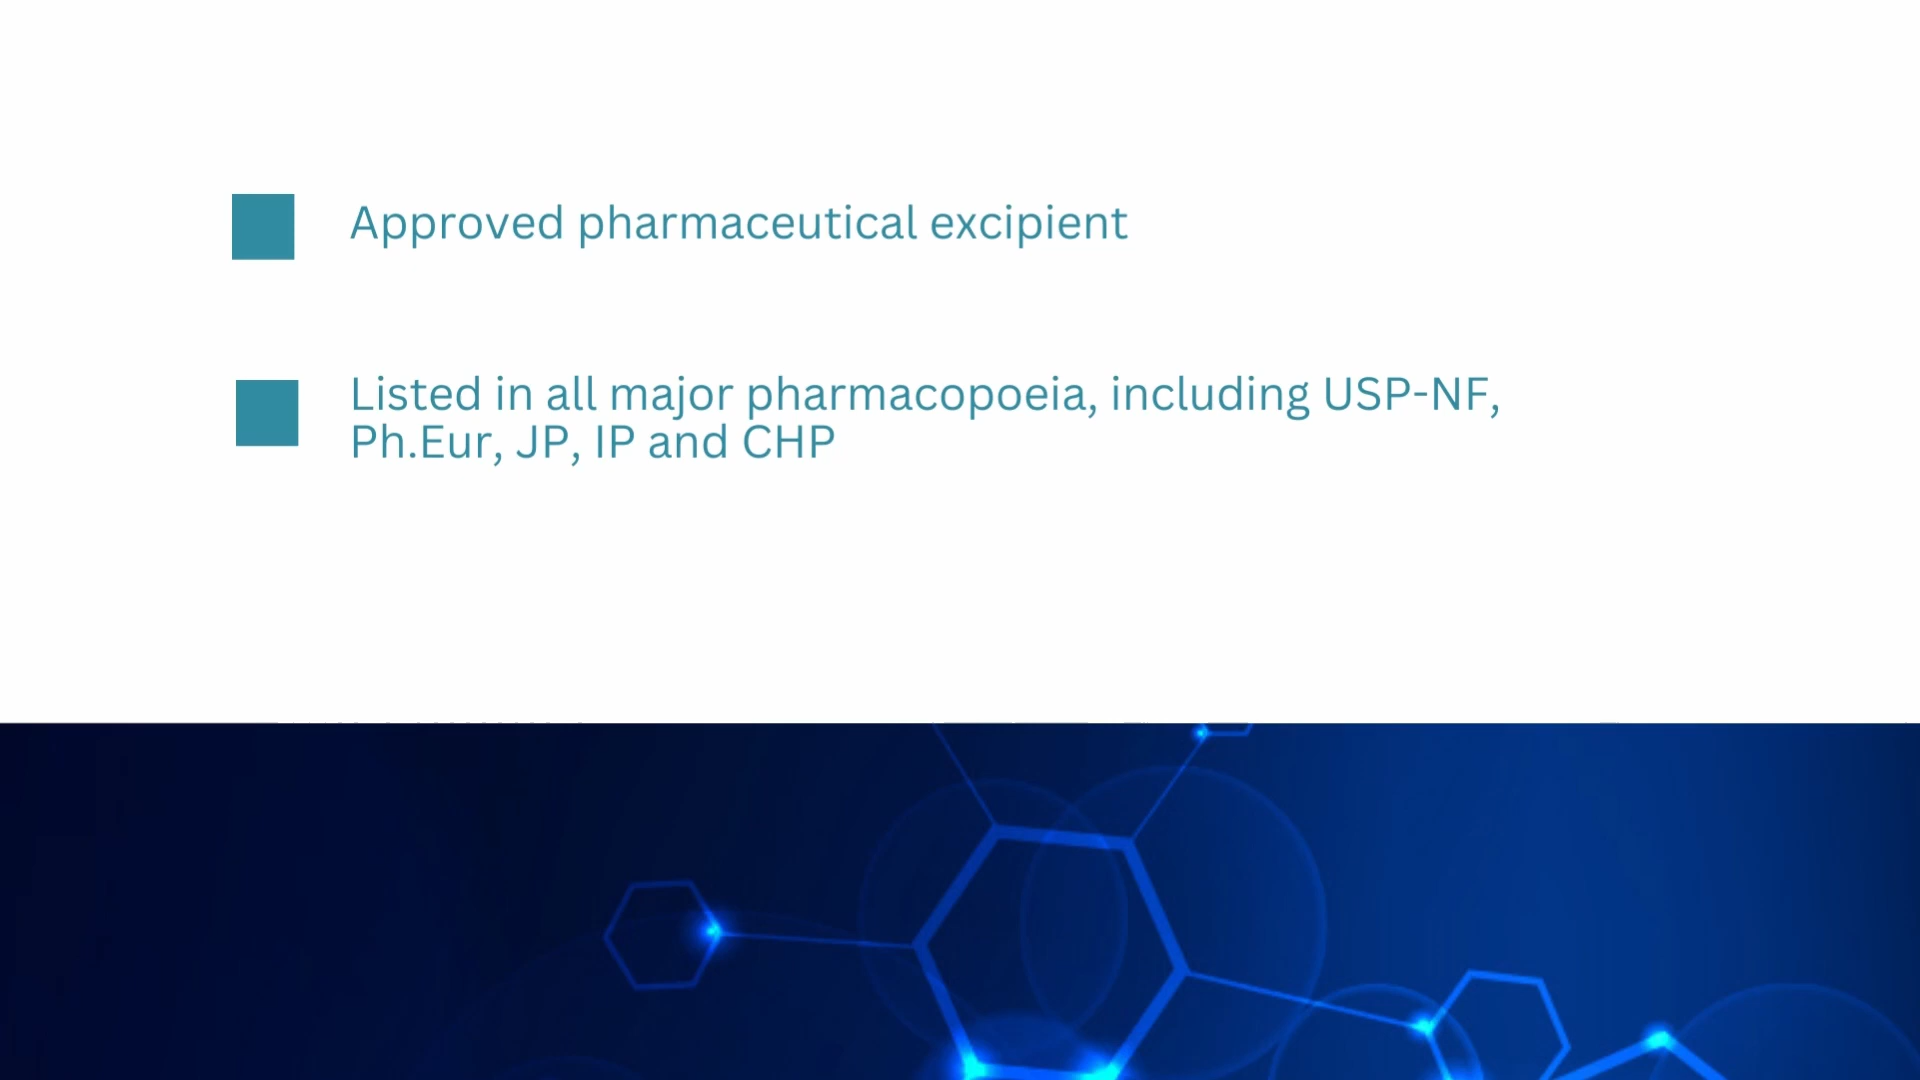 Approved pharmaceutical excipient
Listed in all major pharmacopoeia, including USP-NF,
Ph.Eur, JP, IP and CHP